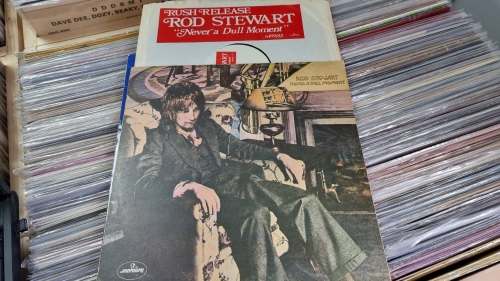 D D D M
DAVE DEE, DOZY, BEAKY,
RUSH RELEASE
ROD STEWART
"Never a Dull Moment"
ROD STEWART
NEVER A DULL MOMENT
mercury